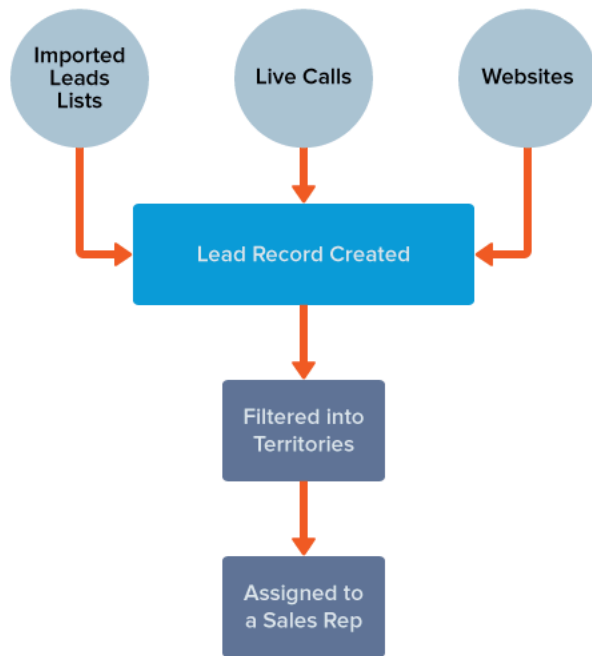 Imported
Leads
Lists
Live Calls
Websites
Lead Record Created
Filtered into
Territories
Assigned to
a Sales Rep